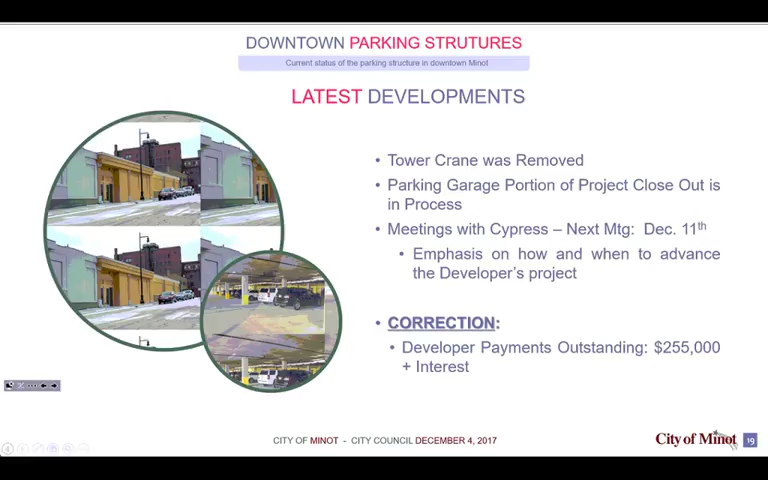 DOWNTOWN PARKING STRUTURES
Current status of the parking structure in downtown Minot
LATEST DEVELOPMENTS
• Tower Crane was Removed
• Parking Garage Portion of Project Close Out is
in Process
• Meetings with Cypress – Next Mtg: Dec. 11th
• Emphasis on how and when to advance
the Developer's project
• CORRECTION:
• Developer Payments Outstanding: $255,000
+ Interest
CITY OF MINOT - CITY COUNCIL DECEMBER 4, 2017
City of Minot
19